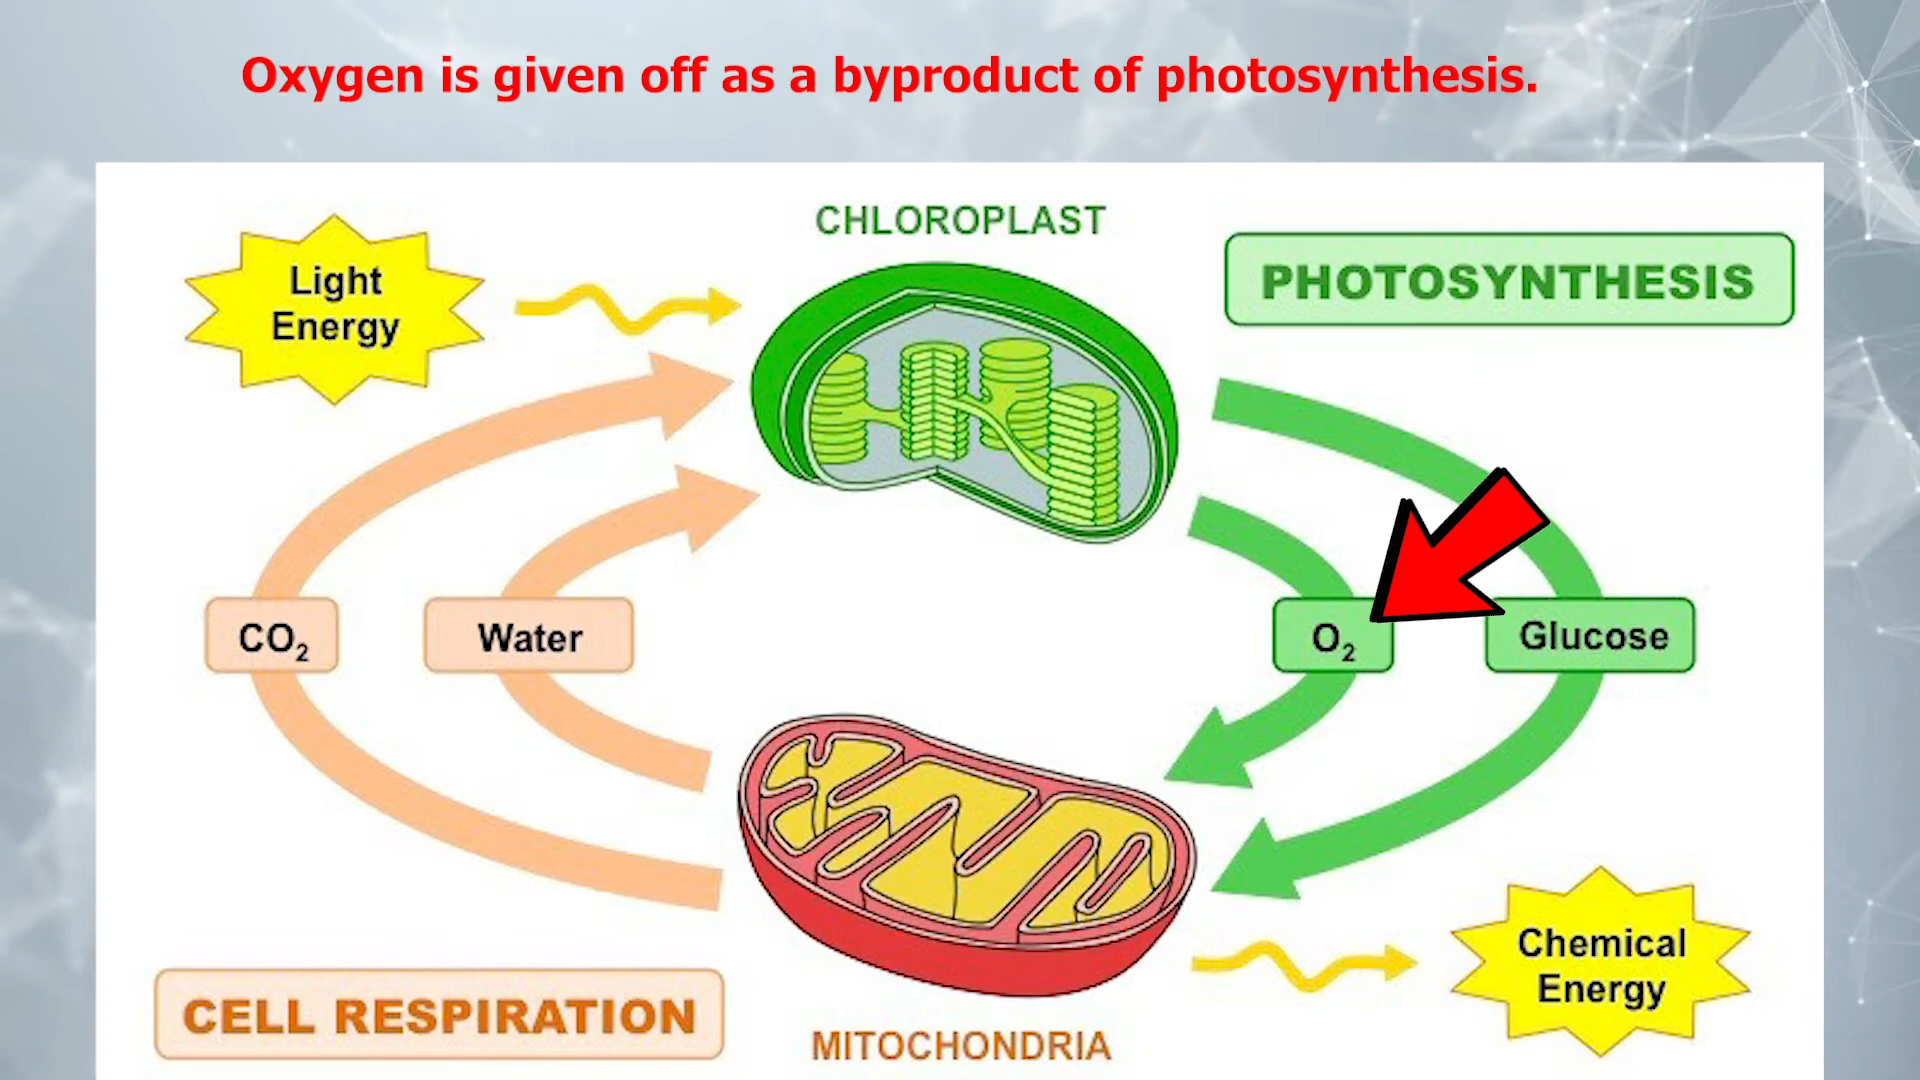 Oxygen is given off as a byproduct of photosynthesis.
CHLOROPLAST
Light
Energy
PHOTOSYNTHESIS
CO₂
Water
O₂
Glucose
Chemical
Energy
CELL RESPIRATION
MITOCHONDRIA